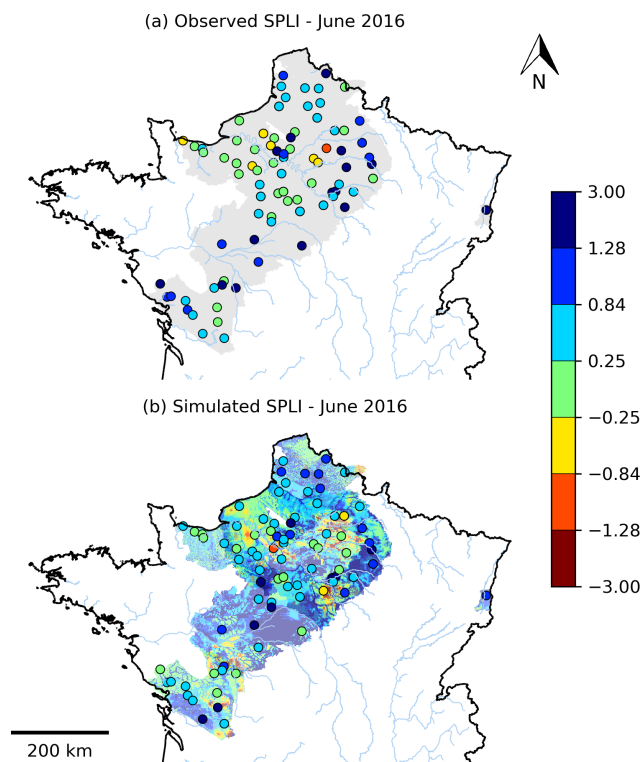 (a) Observed SPLI - June 2016
N
3.00
1.28
0.84
0.25
−0.25
−0.84
−1.28
−3.00
(b) Simulated SPLI - June 2016
200 km